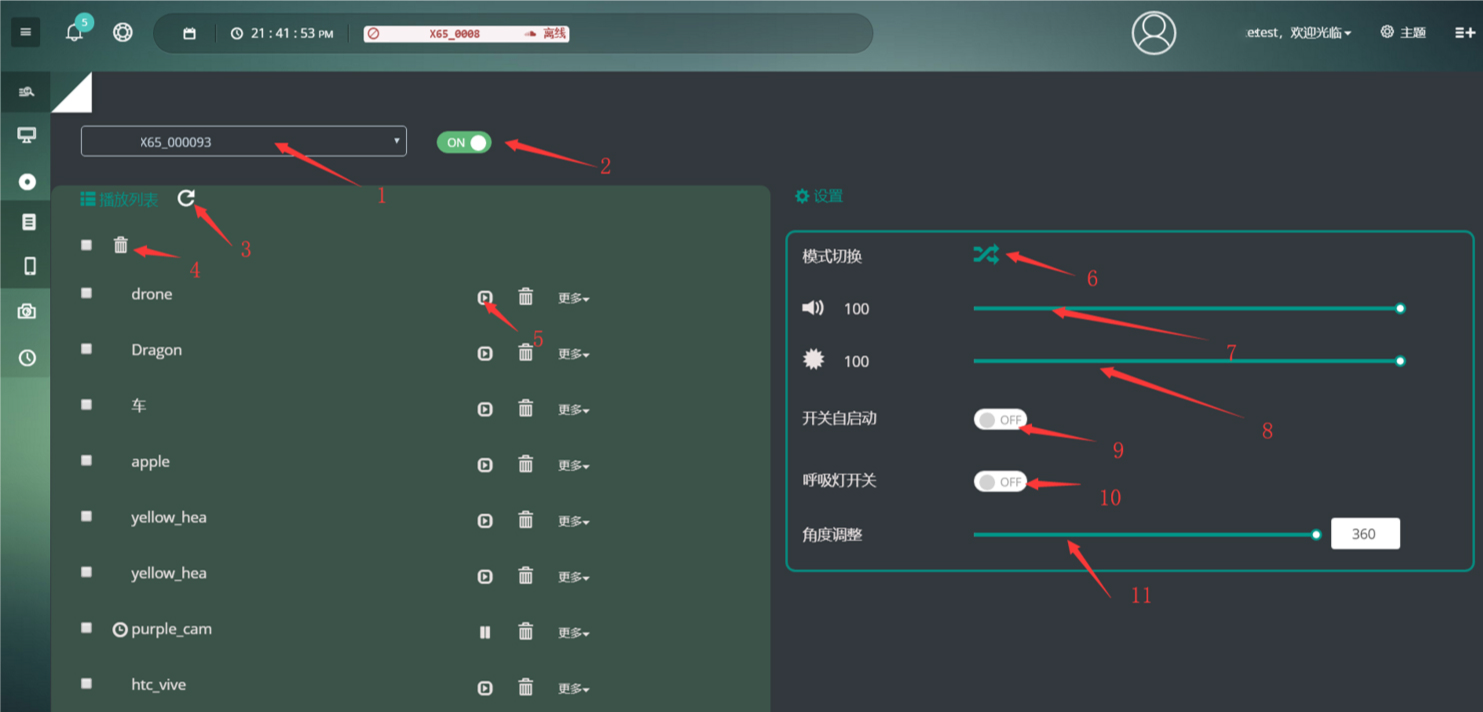 5
21 : 41 : 53 PM
X65_0008 离线
etest, 欢迎光临
主题
X65_000093
ON
1
2
播放列表
3
4
drone 更多
5
Dragon 更多
车 更多
apple 更多
yellow_hea 更多
yellow_hea 更多
purple_cam 更多
htc_vive 更多
设置
模式切换
6
100
7
100
8
开关自启动 OFF
9
呼吸灯开关 OFF
10
角度调整 360
11